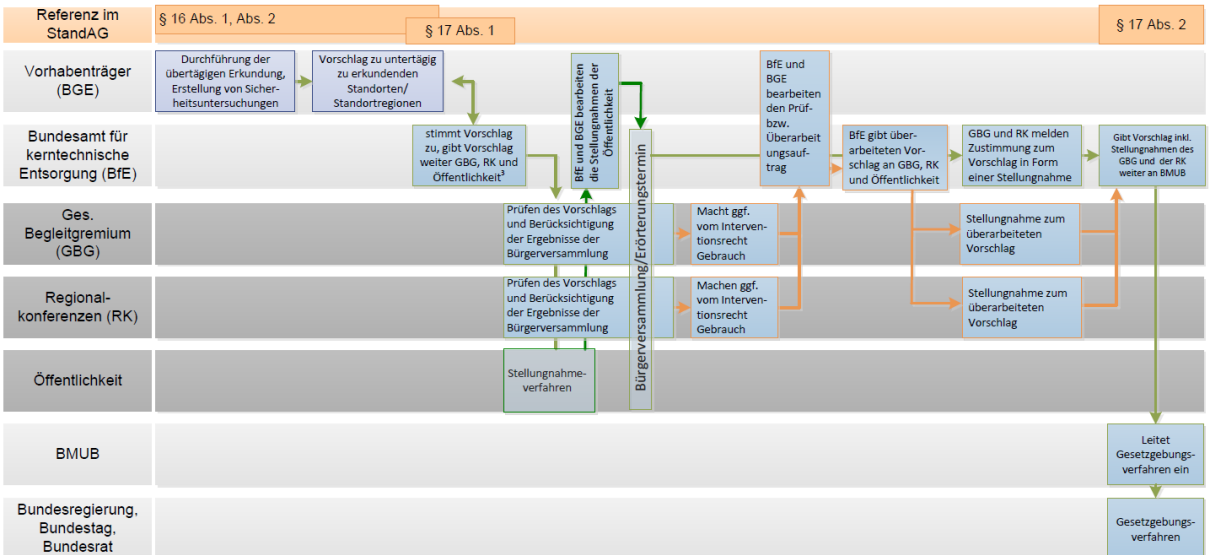 Referenz im
StandAG
§ 16 Abs. 1, Abs. 2
§ 17 Abs. 1
§ 17 Abs. 2
Vorhabenträger
(BGE)
Durchführung der
übertägigen Erkundung,
Erstellung von Sicher-
heitsuntersuchungen
Vorschlag zu untertägig
zu erkundenden
Standorten/
Standortregionen
BfE und BGE bearbeiten
die Stellungnahmen der
Öffentlichkeit
BfE und
BGE
bearbeiten
den Prüf-
bzw.
Überarbeit
ungsauf-
trag
Bundesamt für
kerntechnische
Entsorgung (BfE)
stimmt Vorschlag
zu, gibt Vorschlag
weiter GBG, RK und
Öffentlichkeit³
Bürgerversammlung/Erörterungstermin
BfE gibt über-
arbeiteten Vor-
schlag an GBG, RK
und Öffentlichkeit
GBG und RK melden
Zustimmung zum
Vorschlag in Form
einer Stellungnahme
Gibt Vorschlag inkl.
Stellungnahmen des
GBG und der RK
weiter an BMUB
Ges.
Begleitgremium
(GBG)
Prüfen des Vorschlags
und Berücksichtigung
der Ergebnisse der
Bürgerversammlung
Macht ggf.
vom Interven-
tionsrecht
Gebrauch
Stellungnahme zum
überarbeiteten
Vorschlag
Regional-
konferenzen (RK)
Prüfen des Vorschlags
und Berücksichtigung
der Ergebnisse der
Bürgerversammlung
Machen ggf.
vom Interven-
tionsrecht
Gebrauch
Stellungnahme zum
überarbeiteten
Vorschlag
Öffentlichkeit
Stellungnahme-
verfahren
BMUB
Leitet
Gesetzgebungs-
verfahren ein
Bundesregierung,
Bundestag,
Bundesrat
Gesetzgebungs-
verfahren